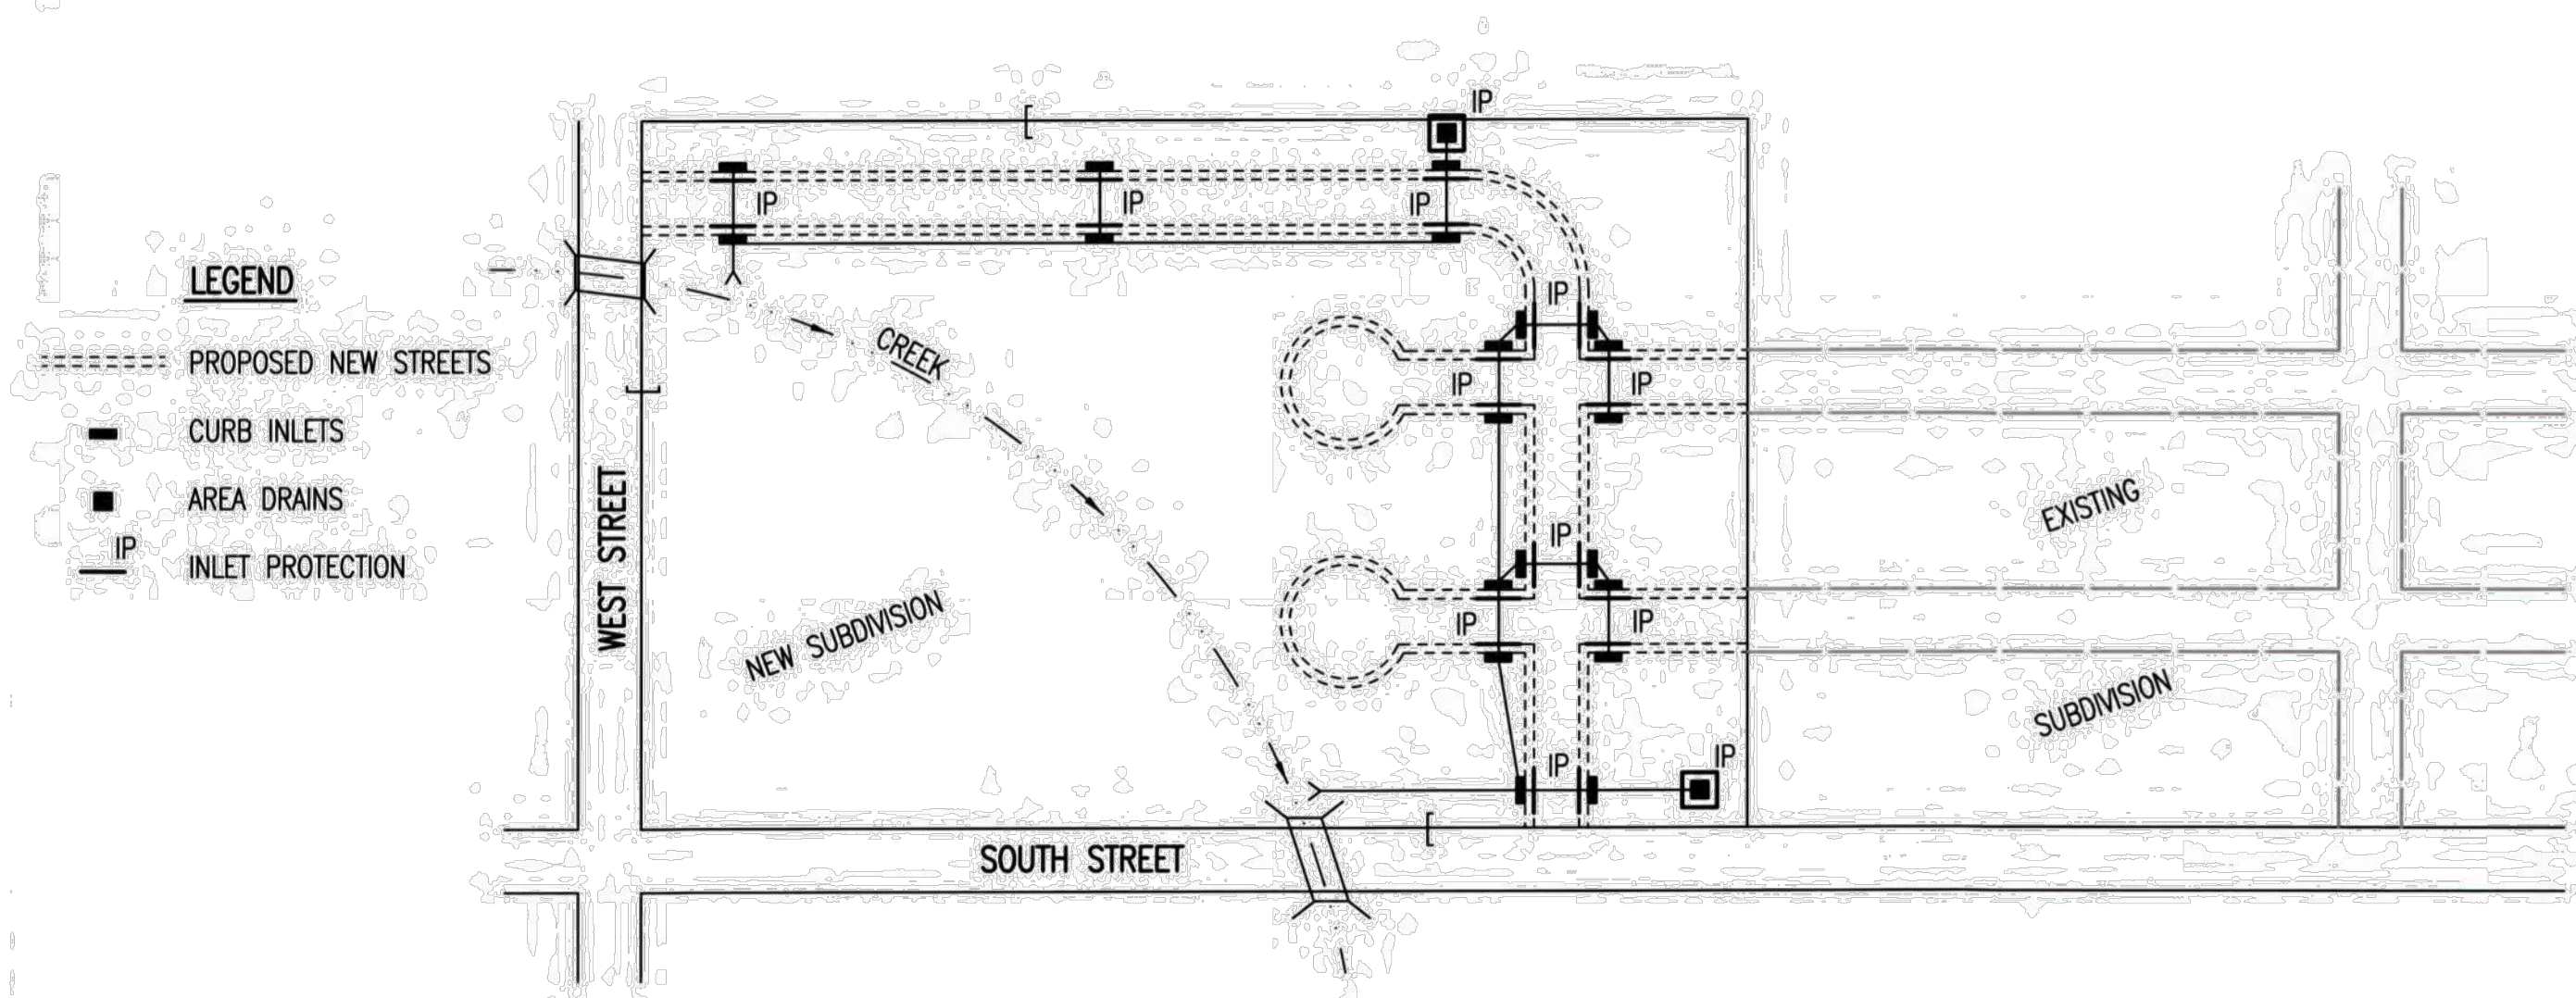 IP
IP
IP
IP
LEGEND
IP
CREEK
PROPOSED NEW STREETS
IP
IP
CURB INLETS
WEST STREET
AREA DRAINS
EXISTING
IP
IP
INLET PROTECTION
NEW SUBDIVISION
IP
IP
SUBDIVISION
IP
IP
SOUTH STREET